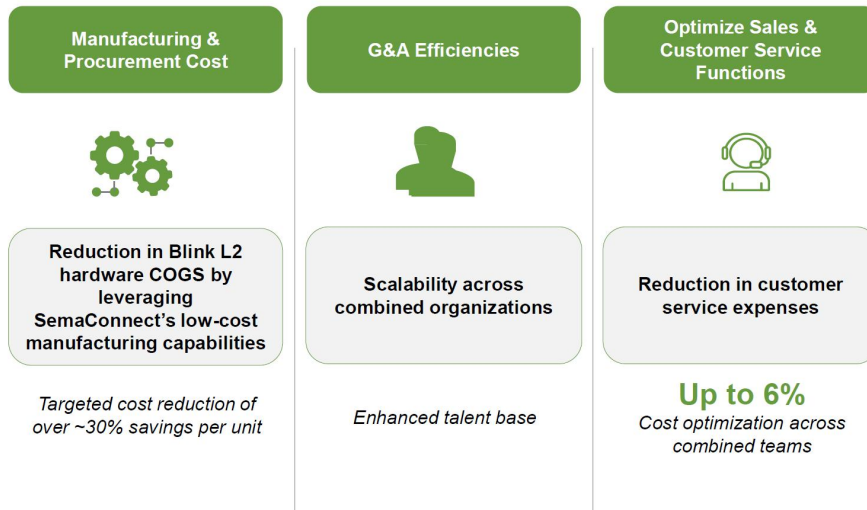 Manufacturing &
Procurement Cost
Reduction in Blink L2
hardware COGS by
leveraging
SemaConnect's low-cost
manufacturing capabilities
Targeted cost reduction of
over ~30% savings per unit
G&A Efficiencies
Scalability across
combined organizations
Enhanced talent base
Optimize Sales &
Customer Service
Functions
Reduction in customer
service expenses
Up to 6%
Cost optimization across
combined teams